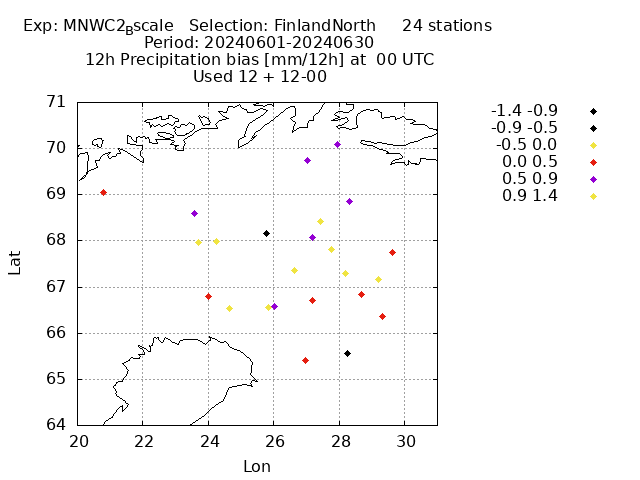 Exp: MNWC2_Bscale Selection: FinlandNorth 24 stations
Period: 20240601-20240630
12h Precipitation bias [mm/12h] at 00 UTC
Used 12 + 12-00
-1.4 -0.9
-0.9 -0.5
-0.5 0.0
0.0 0.5
0.5 0.9
0.9 1.4
71
70
69
68
67
66
65
64
Lat
20 22 24 26 28 30
Lon